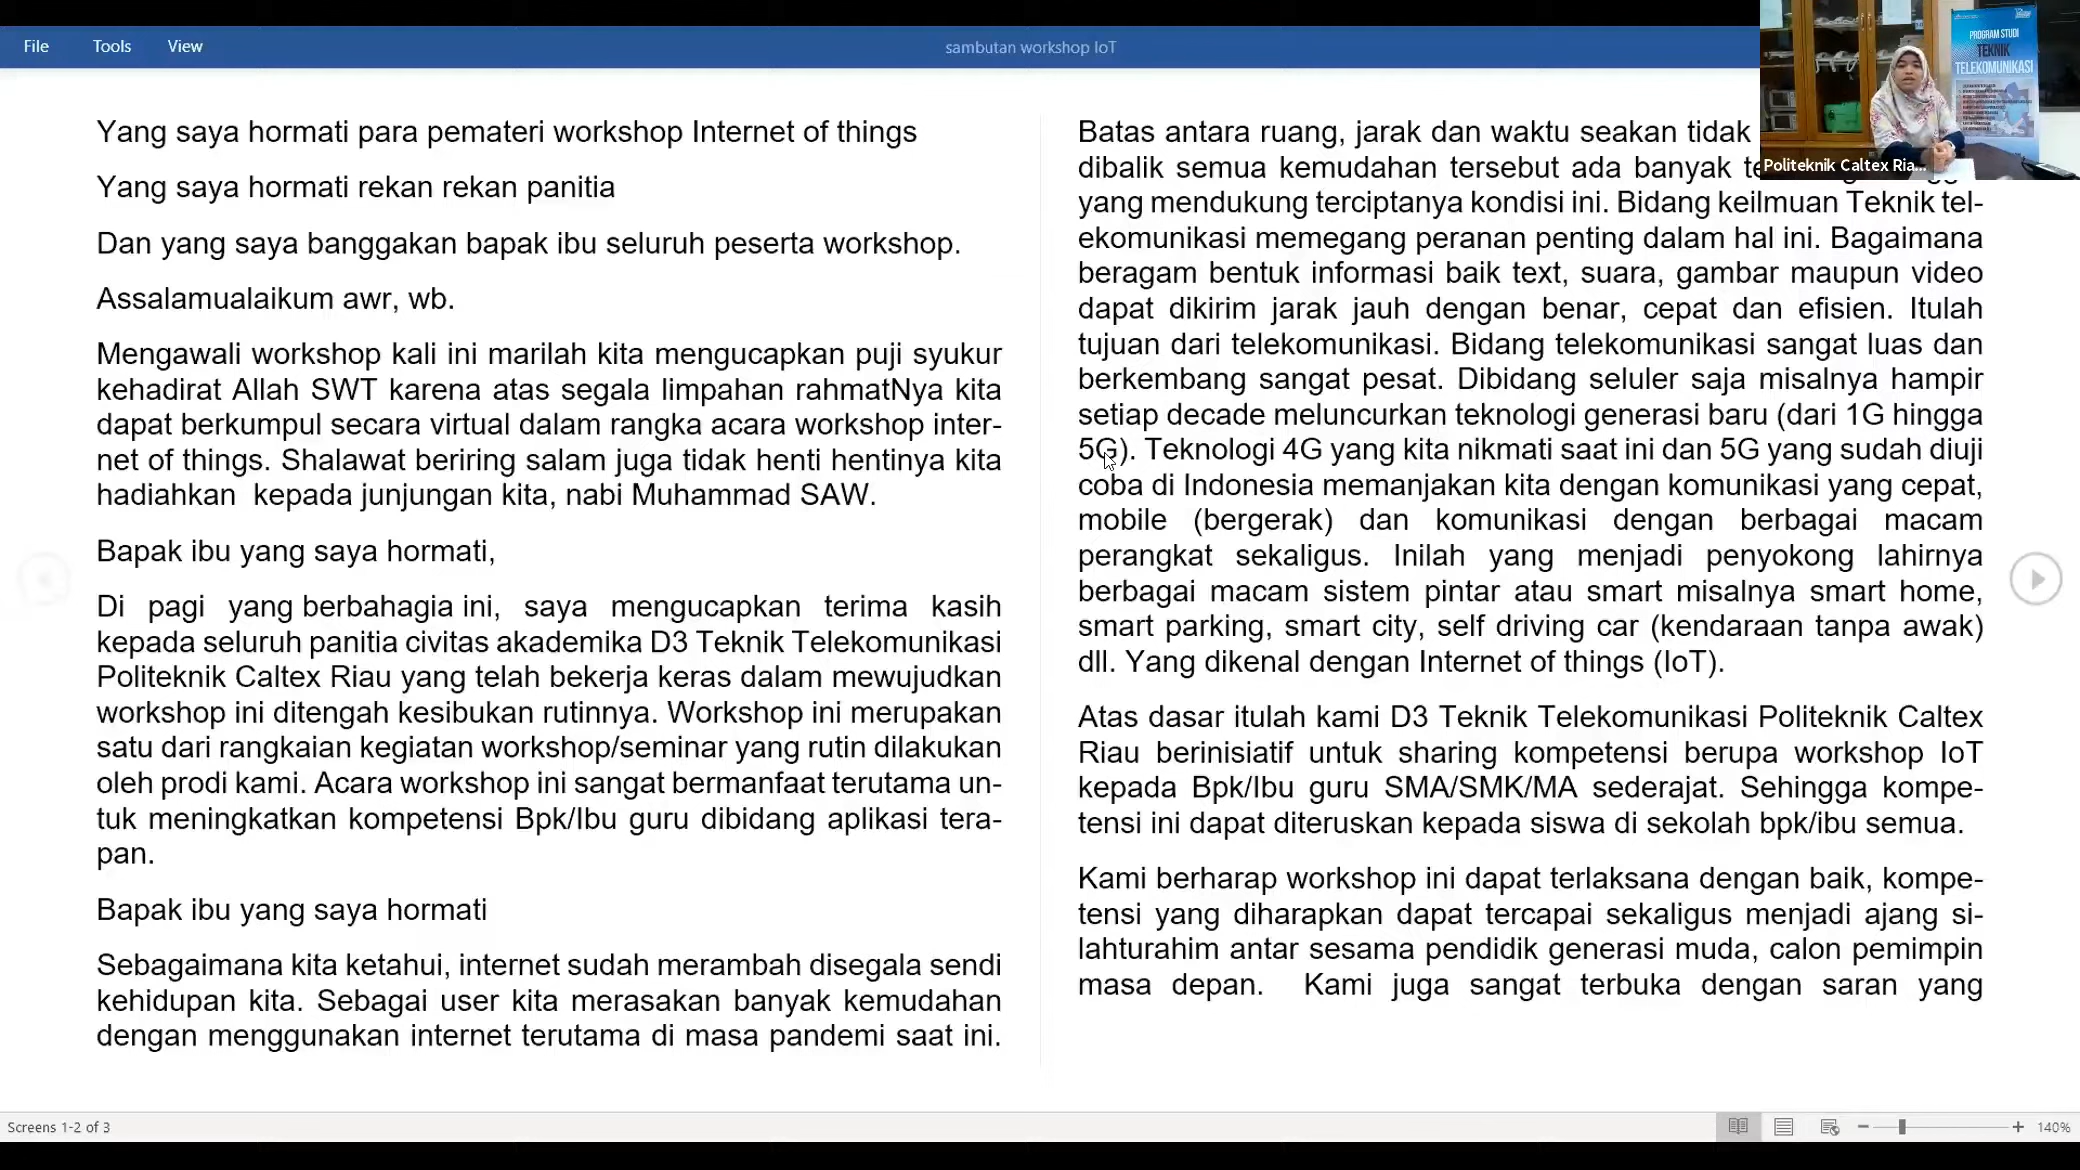 File Tools View
sambutan workshop IoT
PROGRAM STUDI
TEKNIK
TELEKOMUNIKASI
Politeknik Caltex Ria...
Yang saya hormati para pemateri workshop Internet of things
Yang saya hormati rekan rekan panitia
Dan yang saya banggakan bapak ibu seluruh peserta workshop.
Assalamualaikum awr, wb.
Mengawali workshop kali ini marilah kita mengucapkan puji syukur
kehadirat Allah SWT karena atas segala limpahan rahmatNya kita
dapat berkumpul secara virtual dalam rangka acara workshop inter-
net of things. Shalawat beriring salam juga tidak henti hentinya kita
hadiahkan kepada junjungan kita, nabi Muhammad SAW.
Bapak ibu yang saya hormati,
Di pagi yang berbahagia ini, saya mengucapkan terima kasih
kepada seluruh panitia civitas akademika D3 Teknik Telekomunikasi
Politeknik Caltex Riau yang telah bekerja keras dalam mewujudkan
workshop ini ditengah kesibukan rutinnya. Workshop ini merupakan
satu dari rangkaian kegiatan workshop/seminar yang rutin dilakukan
oleh prodi kami. Acara workshop ini sangat bermanfaat terutama un-
tuk meningkatkan kompetensi Bpk/Ibu guru dibidang aplikasi tera-
pan.
Bapak ibu yang saya hormati
Sebagaimana kita ketahui, internet sudah merambah disegala sendi
kehidupan kita. Sebagai user kita merasakan banyak kemudahan
dengan menggunakan internet terutama di masa pandemi saat ini.
Batas antara ruang, jarak dan waktu seakan tidak
dibalik semua kemudahan tersebut ada banyak
yang mendukung terciptanya kondisi ini. Bidang keilmuan Teknik tel-
ekomunikasi memegang peranan penting dalam hal ini. Bagaimana
beragam bentuk informasi baik text, suara, gambar maupun video
dapat dikirim jarak jauh dengan benar, cepat dan efisien. Itulah
tujuan dari telekomunikasi. Bidang telekomunikasi sangat luas dan
berkembang sangat pesat. Dibidang seluler saja misalnya hampir
setiap decade meluncurkan teknologi generasi baru (dari 1G hingga
5G). Teknologi 4G yang kita nikmati saat ini dan 5G yang sudah diuji
coba di Indonesia memanjakan kita dengan komunikasi yang cepat,
mobile (bergerak) dan komunikasi dengan berbagai macam
perangkat sekaligus. Inilah yang menjadi penyokong lahirnya
berbagai macam sistem pintar atau smart misalnya smart home,
smart parking, smart city, self driving car (kendaraan tanpa awak)
dll. Yang dikenal dengan Internet of things (IoT).
Atas dasar itulah kami D3 Teknik Telekomunikasi Politeknik Caltex
Riau berinisiatif untuk sharing kompetensi berupa workshop IoT
kepada Bpk/Ibu guru SMA/SMK/MA sederajat. Sehingga kompe-
tensi ini dapat diteruskan kepada siswa di sekolah bpk/ibu semua.
Kami berharap workshop ini dapat terlaksana dengan baik, kompe-
tensi yang diharapkan dapat tercapai sekaligus menjadi ajang si-
lahturahim antar sesama pendidik generasi muda, calon pemimpin
masa depan. Kami juga sangat terbuka dengan saran yang
Screens 1-2 of 3
140%